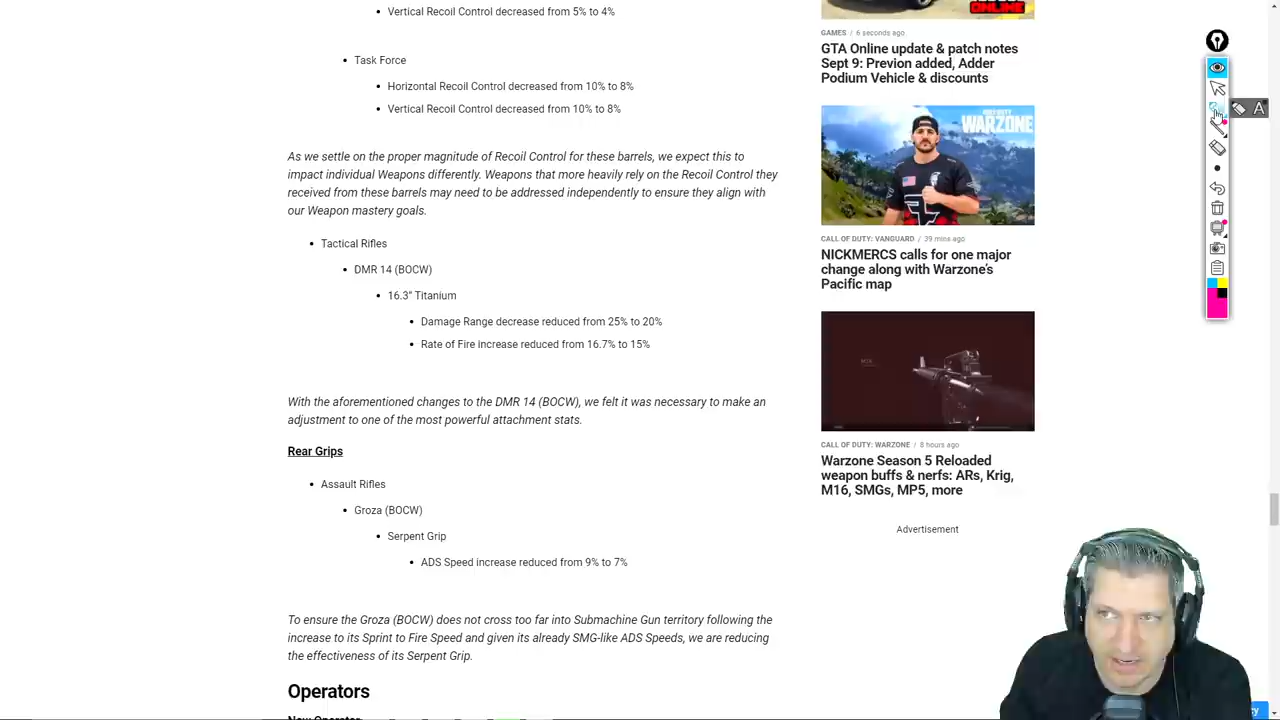 Vertical Recoil Control decreased from 5% to 4%
Task Force
Horizontal Recoil Control decreased from 10% to 8%
Vertical Recoil Control decreased from 10% to 8%
As we settle on the proper magnitude of Recoil Control for these barrels, we expect this to
impact individual Weapons differently. Weapons that more heavily rely on the Recoil Control they
received from these barrels may need to be addressed independently to ensure they align with
our Weapon mastery goals.
Tactical Rifles
DMR 14 (BOCW)
16.3" Titanium
Damage Range decrease reduced from 25% to 20%
Rate of Fire increase reduced from 16.7% to 15%
With the aforementioned changes to the DMR 14 (BOCW), we felt it was necessary to make an
adjustment to one of the most powerful attachment stats.
Rear Grips
Assault Rifles
Groza (BOCW)
Serpent Grip
ADS Speed increase reduced from 9% to 7%
To ensure the Groza (BOCW) does not cross too far into Submachine Gun territory following the
increase to its Sprint to Fire Speed and given its already SMG-like ADS Speeds, we are reducing
the effectiveness of its Serpent Grip.
Operators
New Operator
ONLINE
GAMES / 6 seconds ago
GTA Online update & patch notes
Sept 9: Previon added, Adder
Podium Vehicle & discounts
CALL OF DUTY
WARZONE
CALL OF DUTY: VANGUARD / 39 mins ago
NICKMERCS calls for one major
change along with Warzone's
Pacific map
CALL OF DUTY: WARZONE / 8 hours ago
Warzone Season 5 Reloaded
weapon buffs & nerfs: ARs, Krig,
M16, SMGs, MP5, more
Advertisement
A